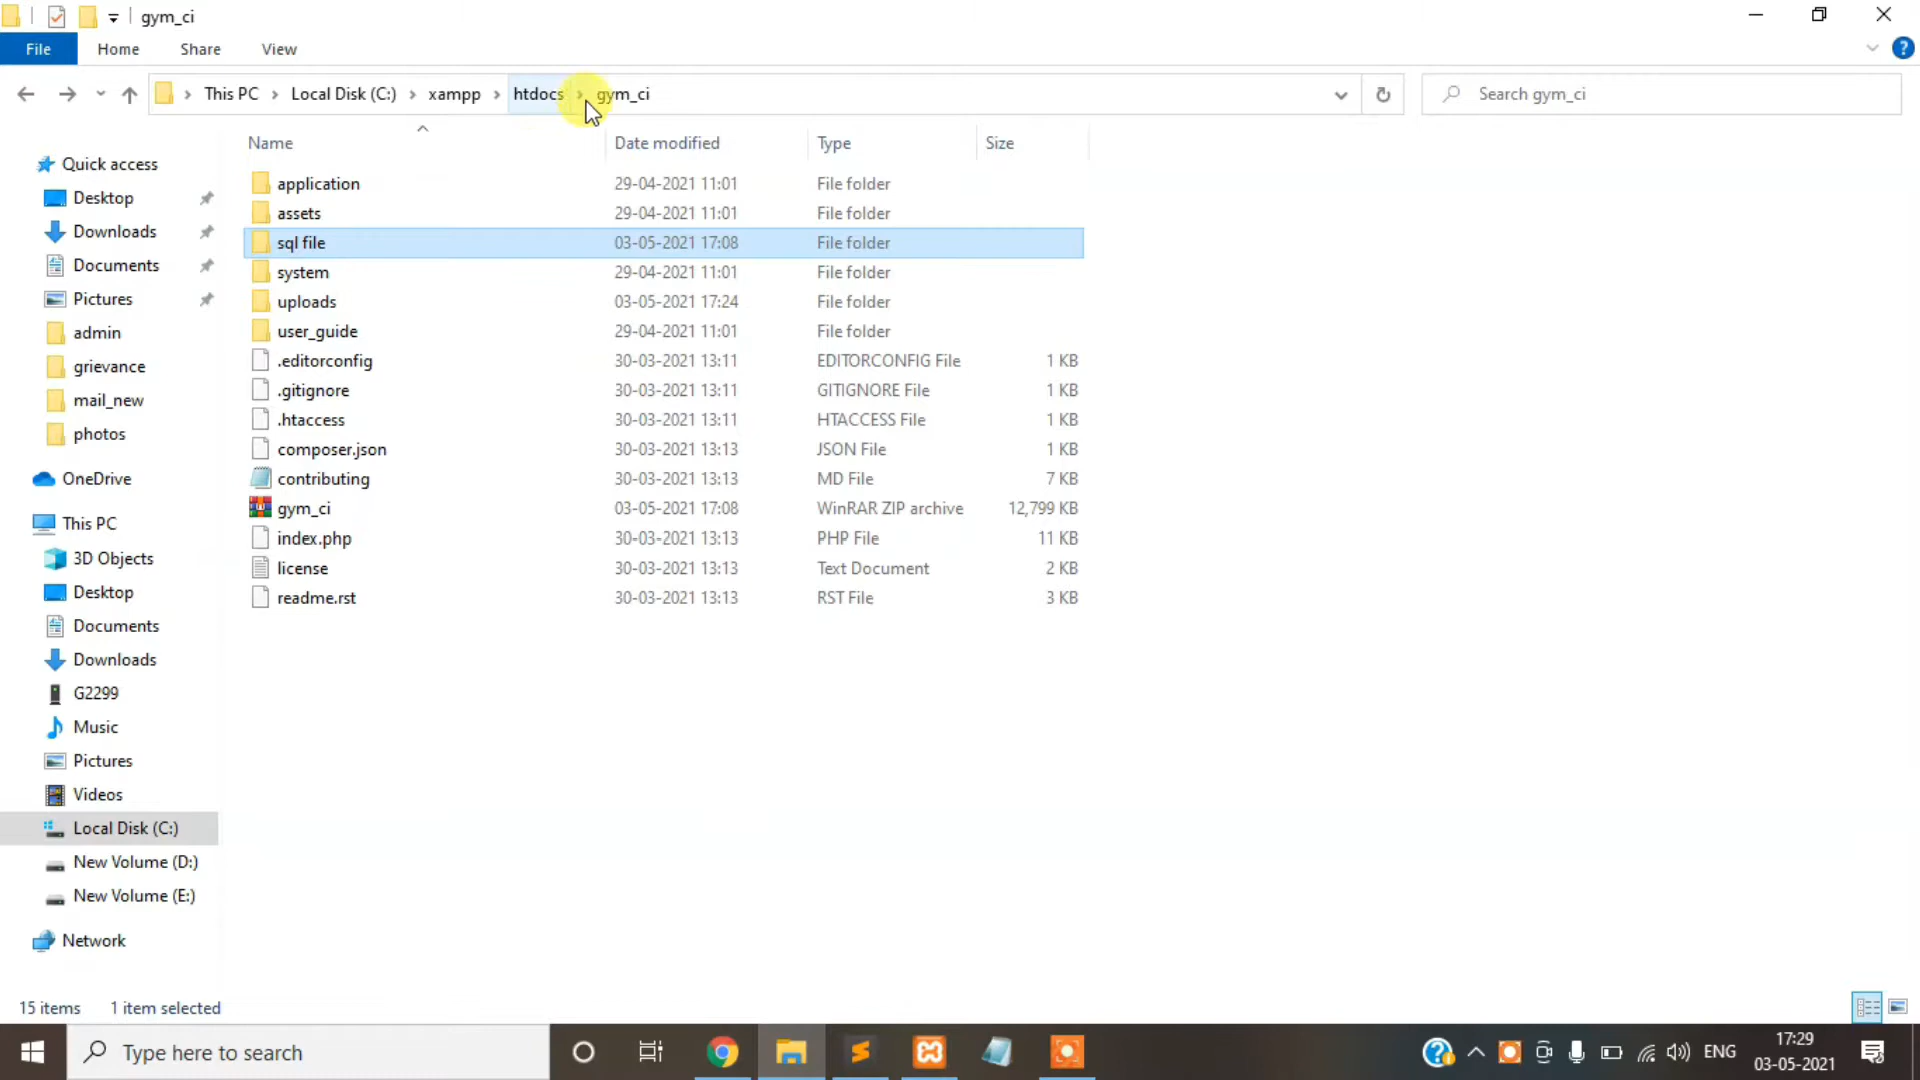 gym_ci
File Home Share View
This PC Local Disk (C:) xampp htdocs gym_ci Search gym_ci
Name Date modified Type Size
Quick access
Desktop
Downloads
Documents
Pictures
admin
grievance
mail_new
photos
OneDrive
This PC
3D Objects
Desktop
Documents
Downloads
G2299
Music
Pictures
Videos
Local Disk (C:)
New Volume (D:)
New Volume (E:)
Network
application 29-04-2021 11:01 File folder
assets 29-04-2021 11:01 File folder
sql file 03-05-2021 17:08 File folder
system 29-04-2021 11:01 File folder
uploads 03-05-2021 17:24 File folder
user_guide 29-04-2021 11:01 File folder
.editorconfig 30-03-2021 13:11 EDITORCONFIG File 1 KB
.gitignore 30-03-2021 13:11 GITIGNORE File 1 KB
.htaccess 30-03-2021 13:11 HTACCESS File 1 KB
composer.json 30-03-2021 13:13 JSON File 1 KB
contributing 30-03-2021 13:13 MD File 7 KB
gym_ci 03-05-2021 17:08 WinRAR ZIP archive 12,799 KB
index.php 30-03-2021 13:13 PHP File 11 KB
license 30-03-2021 13:13 Text Document 2 KB
readme.rst 30-03-2021 13:13 RST File 3 KB
15 items 1 item selected
Type here to search
ENG
17:29
03-05-2021